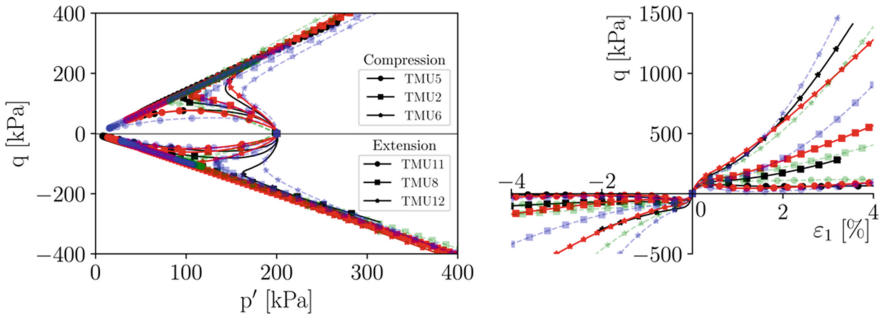 400
200
0
−200
−400
q [kPa]
0
100
200
300
400
p′ [kPa]
Compression
TMU5
TMU2
TMU6
Extension
TMU11
TMU8
TMU12
1500
1000
500
−500
q [kPa]
−4
−2
0
2
4
ε₁ [%]